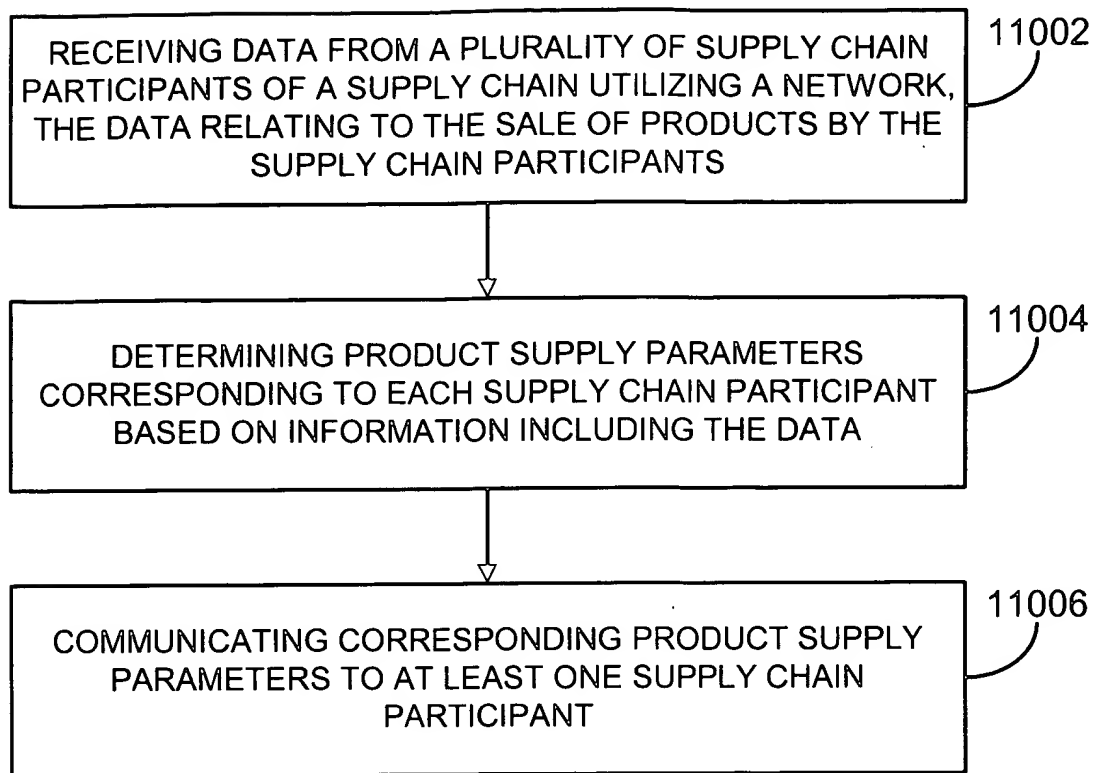 RECEIVING DATA FROM A PLURALITY OF SUPPLY CHAIN
PARTICIPANTS OF A SUPPLY CHAIN UTILIZING A NETWORK,
THE DATA RELATING TO THE SALE OF PRODUCTS BY THE
SUPPLY CHAIN PARTICIPANTS
11002
DETERMINING PRODUCT SUPPLY PARAMETERS
CORRESPONDING TO EACH SUPPLY CHAIN PARTICIPANT
BASED ON INFORMATION INCLUDING THE DATA
11004
COMMUNICATING CORRESPONDING PRODUCT SUPPLY
PARAMETERS TO AT LEAST ONE SUPPLY CHAIN
PARTICIPANT
11006